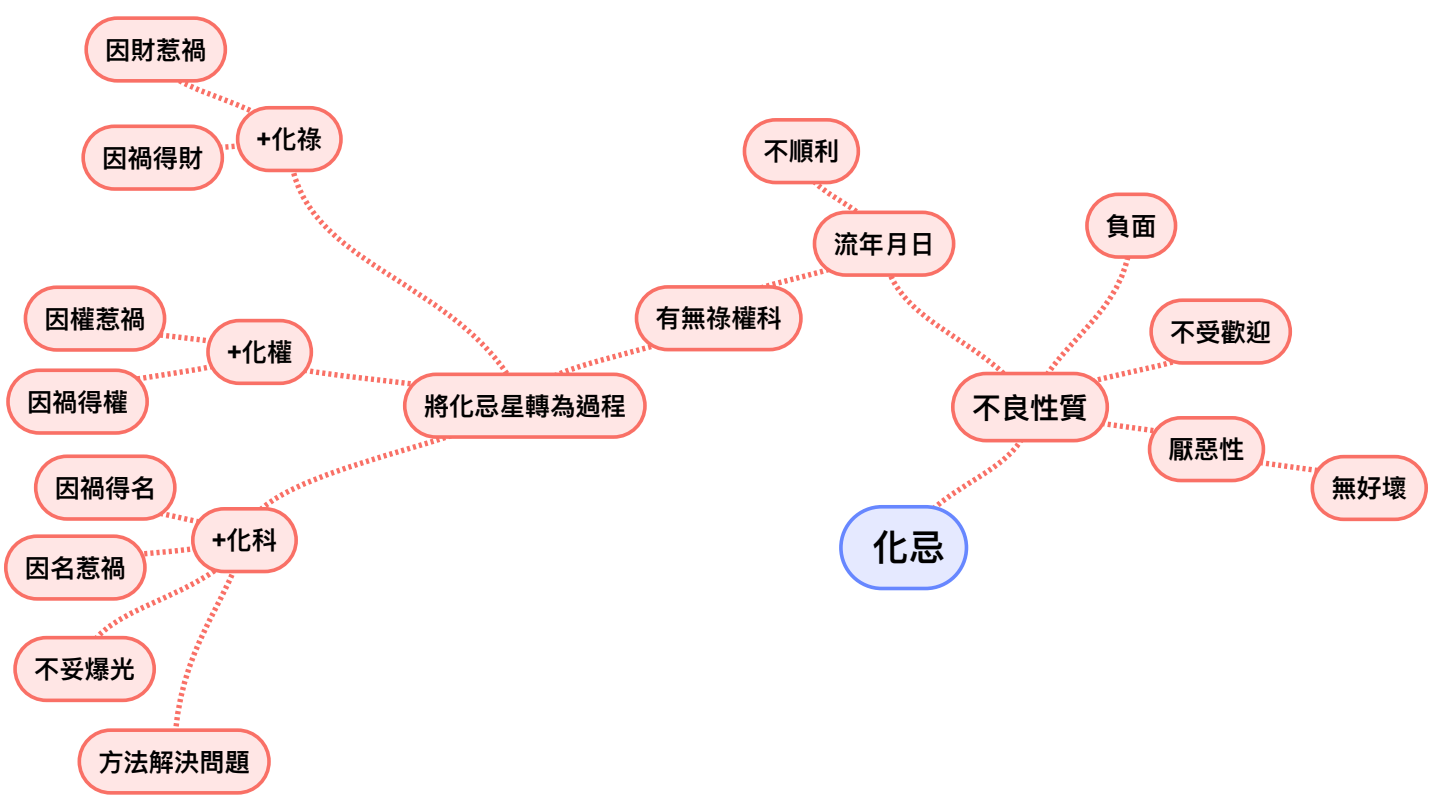 因財惹禍
+化祿
因禍得財
不順利
負面
流年月日
有無祿權科
因權惹禍
不受歡迎
+化權
因禍得權
將化忌星轉為過程
不良性質
厭惡性
因禍得名
無好壞
+化科
化忌
因名惹禍
不妥爆光
方法解決問題